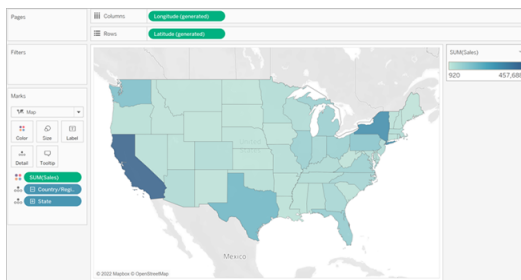 Pages
Columns
Longitude (generated)
Rows
Latitude (generated)
Filters
Marks
Map
Color
Size
Label
Detail
Tooltip
SUM(Sales)
Country/Regi..
State
Mexico
© 2022 Mapbox © OpenStreetMap
SUM(Sales)
920
457,688